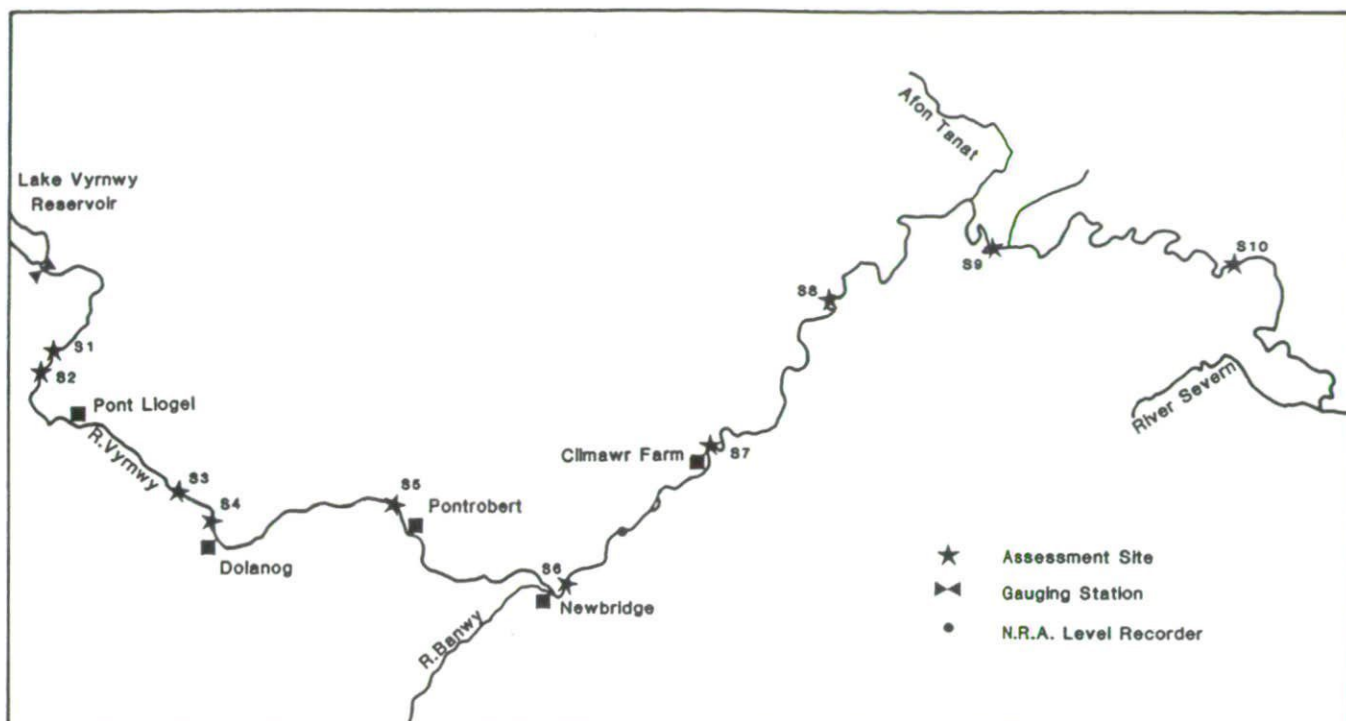 Afon Tanat
Lake Vyrnwy
Reservoir
S10
S9
S8
S1
S2
Pont Llogel
R.Vyrnwy
River Severn
Cilmawr Farm
S7
S3
S5
S4
Pontrobert
Dolanog
S6
Newbridge
R.Banwy
Assessment Site
Gauging Station
N.R.A. Level Recorder